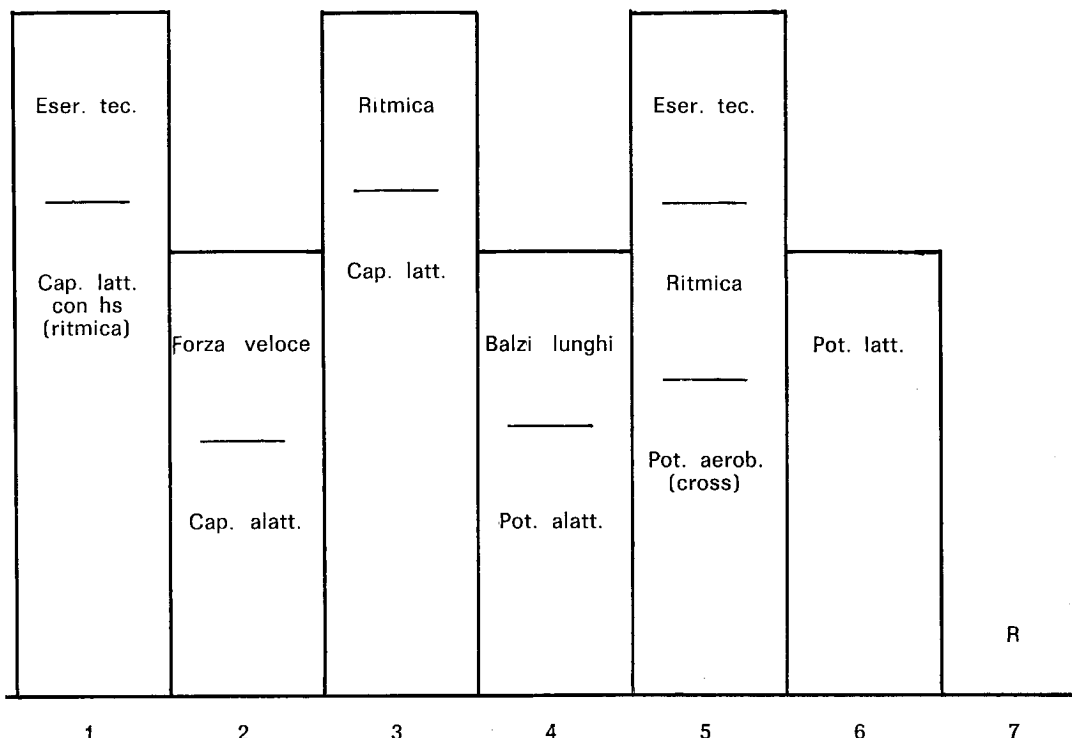 Eser. tec.
Cap. latt.
con hs
(ritmica)
Forza veloce
Cap. alatt.
Ritmica
Cap. latt.
Balzi lunghi
Pot. alatt.
Eser. tec.
Ritmica
Pot. aerob.
(cross)
Pot. latt.
R
1 2 3 4 5 6 7